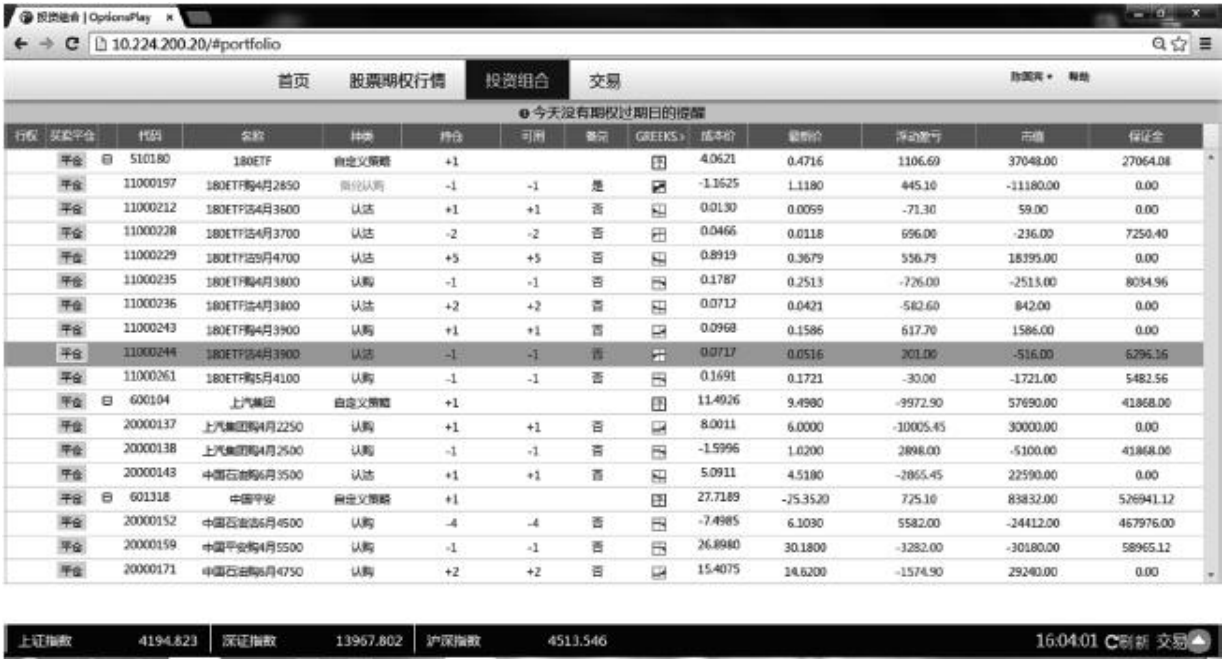 投资组合 | OptionsPlay ×
10.224.200.20/#portfolio
首页 股票期权行情 投资组合 交易 帮助
今天没有期权过期日的提醒
行权 买卖平仓 代码 名称 种类 持仓 可用 备兑 GREEKS 成本价 最新价 浮动盈亏 市值 保证金
平仓 510180 180ETF 自定义策略 +1 4.0621 0.4716 1106.69 37048.00 27064.08
平仓 11000197 180ETF购4月2850 -1 -1 是 -1.1625 1.1180 445.10 -11180.00 0.00
平仓 11000212 180ETF沽4月3600 认沽 +1 +1 否 0.0130 0.0059 -71.30 59.00 0.00
平仓 11000228 180ETF沽4月3700 认沽 -2 -2 否 0.0466 0.0118 696.00 -236.00 7250.40
平仓 11000229 180ETF沽9月4700 认沽 +5 +5 否 0.8919 0.3679 556.79 18395.00 0.00
平仓 11000235 180ETF购4月3800 认购 -1 -1 否 0.1787 0.2513 -726.00 -2513.00 8034.96
平仓 11000236 180ETF沽4月3800 认沽 +2 +2 否 0.0712 0.0421 -582.60 842.00 0.00
平仓 11000243 180ETF购4月3900 认购 +1 +1 否 0.0968 0.1586 617.70 1586.00 0.00
平仓 11000244 180ETF沽4月3900 认沽 -1 -1 否 0.0717 0.0516 201.00 -516.00 6296.16
平仓 11000261 180ETF购5月4100 认购 -1 -1 否 0.1691 0.1721 -30.00 -1721.00 5482.56
平仓 600104 上汽集团 自定义策略 +1 11.4926 9.4980 -9972.90 57690.00 41868.00
平仓 20000137 上汽集团购4月2250 认购 +1 +1 否 8.0011 6.0000 -10005.45 30000.00 0.00
平仓 20000138 上汽集团购4月2500 认购 -1 -1 否 -1.5996 1.0200 2898.00 -5100.00 41868.00
平仓 20000143 中国石油购6月3500 认沽 +1 +1 否 5.0911 4.5180 -2865.45 22590.00 0.00
平仓 601318 中国平安 自定义策略 +1 27.7189 -25.3520 725.10 83832.00 526941.12
平仓 20000152 中国石油沽6月4500 认购 -4 -4 否 -7.4985 6.1030 5582.00 -24412.00 467976.00
平仓 20000159 中国平安购4月5500 认购 -1 -1 否 26.8980 30.1800 -3282.00 -30180.00 58965.12
平仓 20000171 中国石油购6月4750 认购 +2 +2 否 15.4075 14.6200 -1574.90 29240.00 0.00
上证指数 4194.823 深证指数 13967.802 沪深指数 4513.546 16:04:01 刷新 交易